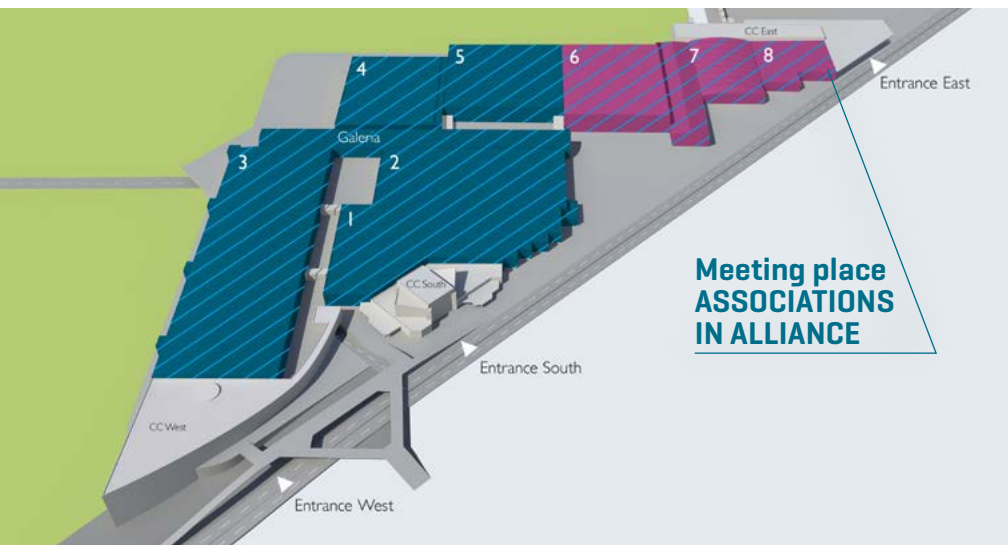 CC East
5
6
7
8
4
Entrance East
Galeria
3
2
1
Meeting place
ASSOCIATIONS
IN ALLIANCE
CC South
Entrance South
CC West
Entrance West